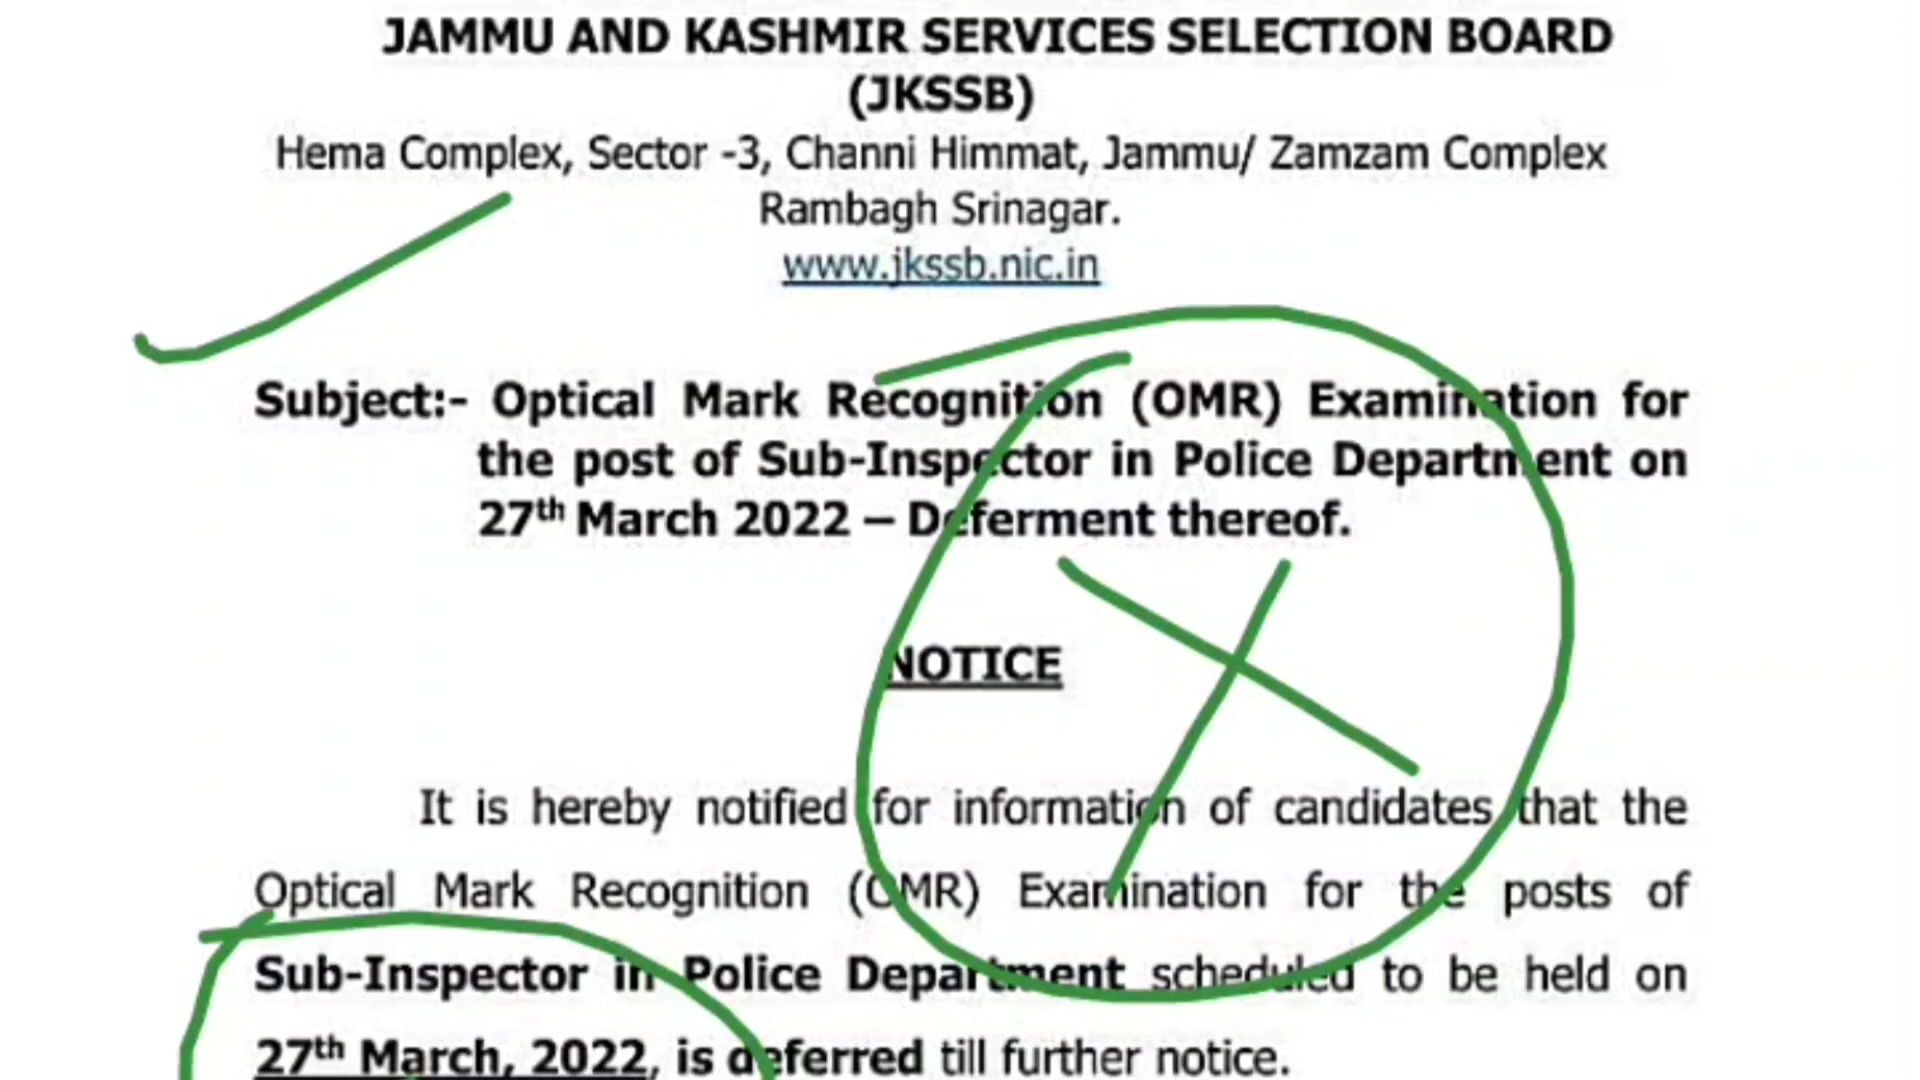 JAMMU AND KASHMIR SERVICES SELECTION BOARD
(JKSSB)
Hema Complex, Sector -3, Channi Himmat, Jammu/ Zamzam Complex
Rambagh Srinagar.
www.jkssb.nic.in
Subject:- Optical Mark Recognition (OMR) Examination for
the post of Sub-Inspector in Police Department on
27th March 2022 – Deferment thereof.
NOTICE
It is hereby notified for information of candidates that the
Optical Mark Recognition (OMR) Examination for the posts of
Sub-Inspector in Police Department scheduled to be held on
27th March, 2022, is deferred till further notice.